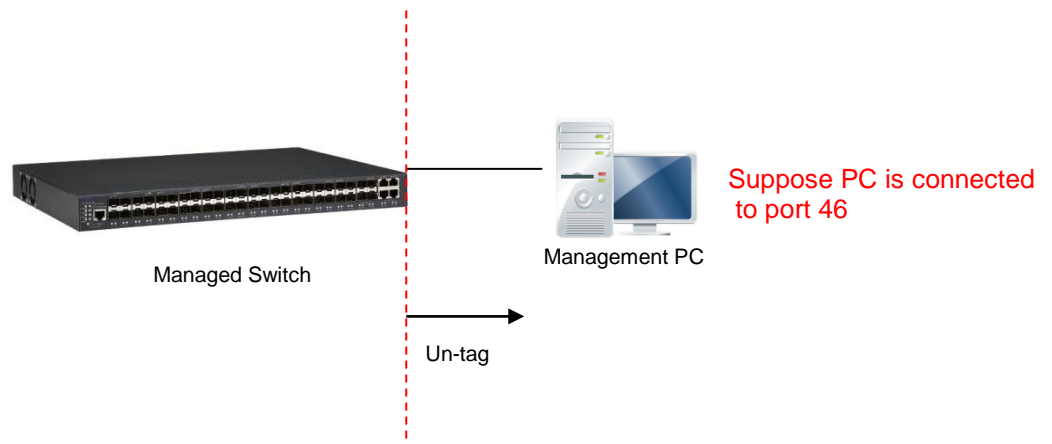 Suppose PC is connected
to port 46
Management PC
Managed Switch
Un-tag